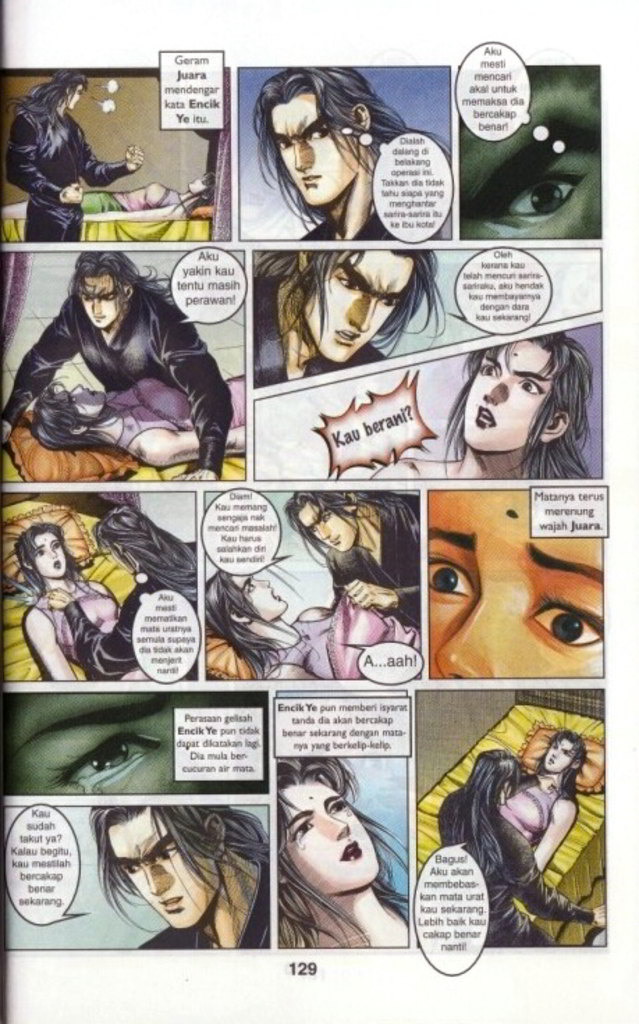 Geram
Juara
mendengar
kata Encik
Ye itu.
Dialah
dalang di
belakang
operasi ini.
Takkan dia tidak
tahu siapa yang
menghantar
sarira-sarira itu
ke ibu kota!
Aku
mesti
mencari
akal untuk
memaksa dia
bercakap
benar!
Aku
yakin kau
tentu masih
perawan!
Oleh
kerana kau
telah mencuri sarira-
sariraku, aku hendak
kau membayarnya
dengan dara
kau sekarang!
Kau berani?
Aku
mesti
mematikan
mata uratnya
semula supaya
dia tidak
menjerit
nanti!
Diam!
Kau memang
sengaja nak
mencari masalah!
Kau harus
salahkan diri
kau sendiri!
A...aah!
Matanya terus
merenung
wajah Juara.
Perasaan gelisah
Encik Ye pun tidak
dapat dikatakan lagi.
Dia mula ber-
cucuran air mata.
Kau
sudah
takut ya?
Kalau begitu,
kau mestilah
bercakap
benar
sekarang.
Encik Ye pun memberi isyarat
tanda dia akan bercakap
benar sekarang dengan mata-
nya yang berkelip-kelip.
Bagus!
Aku akan
membebas-
kan mata urat
kau sekarang.
Lebih baik kau
cakap benar
nanti!
129